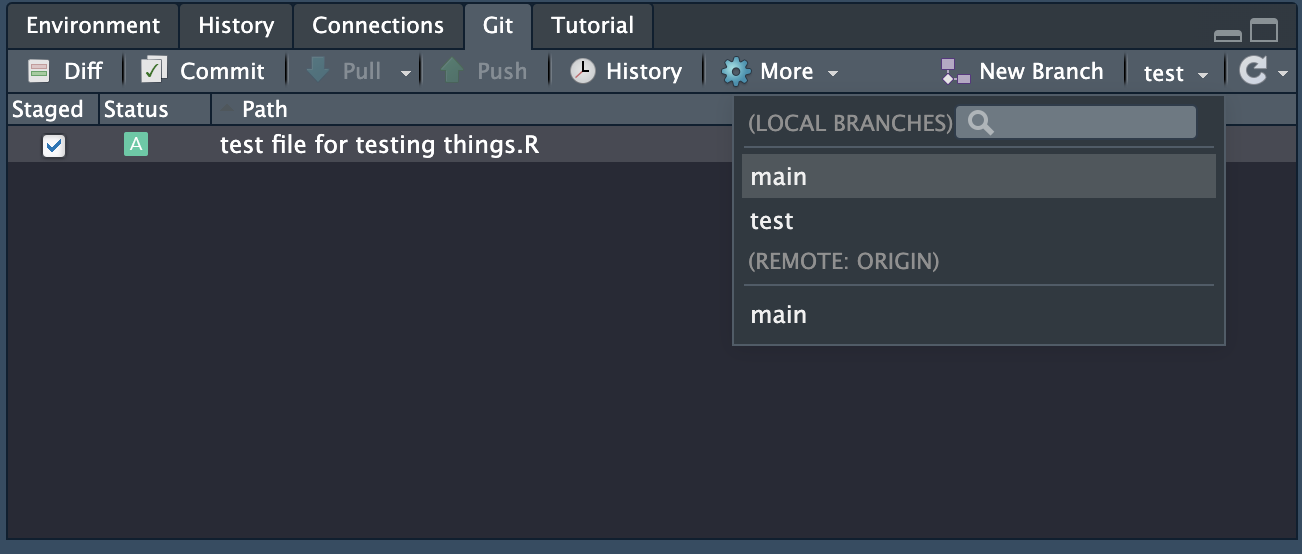 Environment History Connections Git Tutorial
Diff Commit Pull Push History More New Branch test
Staged Status Path
A test file for testing things.R
(LOCAL BRANCHES)
main
test
(REMOTE: ORIGIN)
main